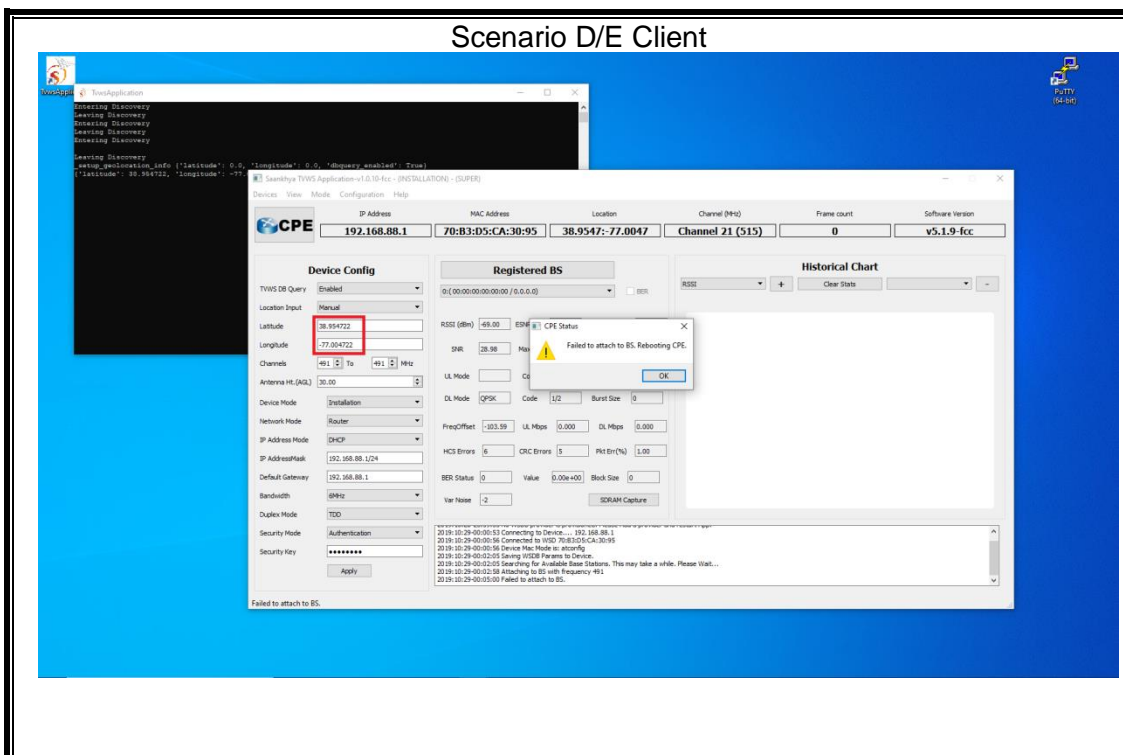 Scenario D/E Client
TvwsAppli
PuTTY
(64-bit)
TvwsApplication
Entering Discovery
Leaving Discovery
Entering Discovery
Leaving Discovery
Entering Discovery
Leaving Discovery
_setup_geolocation_info {'latitude': 0.0, 'longitude': 0.0, 'dbquery_enabled': True}
{'latitude': 38.954722, 'longitude': -77.
Saankhya TVWS Application-v1.0.10-fcc - (INSTALLATION) - (SUPER)
Devices View Mode Configuration Help
CPE
IP Address MAC Address Location Channel (MHz) Frame count Software Version
192.168.88.1 70:B3:D5:CA:30:95 38.9547:-77.0047 Channel 21 (515) 0 v5.1.9-fcc
Device Config
TVWS DB Query Enabled
Location Input Manual
Latitude 38.954722
Longitude -77.004722
Channels 491 To 491 MHz
Antenna Ht.(AGL) 30.00
Device Mode Installation
Network Mode Router
IP Address Mode DHCP
IP AddressMask 192.168.88.1/24
Default Gateway 192.168.88.1
Bandwidth 6MHz
Duplex Mode TDD
Security Mode Authentication
Security Key ••••••••
Apply
Registered BS
0:( 00:00:00:00:00:00 / 0.0.0.0) BER
RSSI (dBm) -69.00
SNR 28.98
UL Mode
DL Mode QPSK Code 1/2 Burst Size 0
FreqOffset -103.59 UL Mbps 0.000 DL Mbps 0.000
HCS Errors 6 CRC Errors 5 Pkt Err(%) 1.00
BER Status 0 Value 0.00e+00 Block Size 0
Var Noise -2 SDRAM Capture
CPE Status
Failed to attach to BS. Rebooting CPE.
OK
Historical Chart
RSSI + Clear Stats -
2019:10:29-00:00:53 Connecting to Device.... 192.168.88.1
2019:10:29-00:00:56 Connected to WSD 70:B3:D5:CA:30:95
2019:10:29-00:00:56 Device Mac Mode is: atconfig
2019:10:29-00:02:05 Saving WSDB Params to Device.
2019:10:29-00:02:05 Searching for Available Base Stations. This may take a while. Please Wait...
2019:10:29-00:02:58 Attaching to BS with frequency 491
2019:10:29-00:05:00 Failed to attach to BS.
Failed to attach to BS.